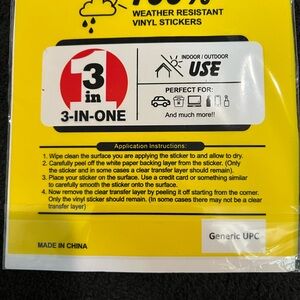 100%
WEATHER RESISTANT
VINYL STICKERS
3
in
1
3-IN-ONE
INDOOR / OUTDOOR
USE
PERFECT FOR:
And much more!!
Application Instructions:
1. Wipe clean the surface you are applying the sticker to and allow to dry.
2. Carefully peel off the white paper backing layer from the sticker. (Only
the sticker and in some cases a clear transfer layer should remain).
3. Place your sticker on the surface. Use a credit card or something similar
to carefully smooth the sticker onto the surface.
4. Now remove the clear transfer layer by peeling it off starting from the corner.
Only the vinyl sticker should remain. (In some cases there may not be a clear
transfer layer)
MADE IN CHINA
Generic UPC